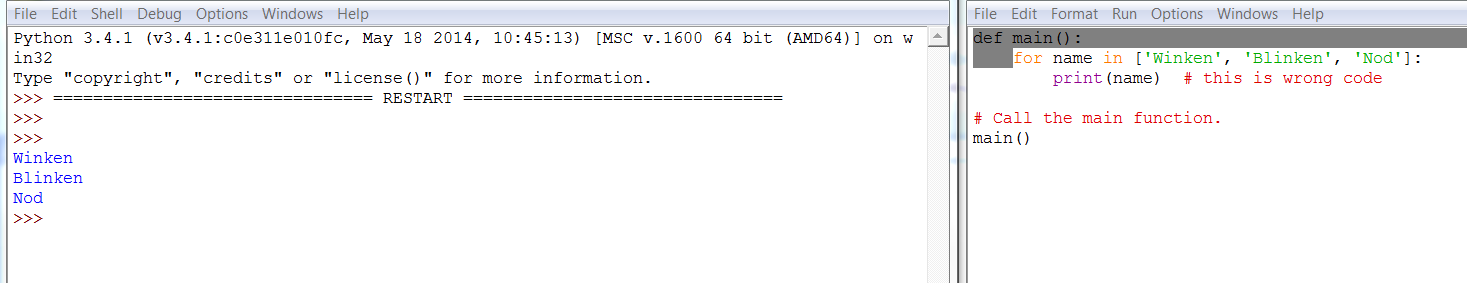 File Edit Shell Debug Options Windows Help
Python 3.4.1 (v3.4.1:c0e311e010fc, May 18 2014, 10:45:13) [MSC v.1600 64 bit (AMD64)] on w
in32
Type "copyright", "credits" or "license()" for more information.
>>> ================================ RESTART ================================
>>>
>>>
Winken
Blinken
Nod
>>>
File Edit Format Run Options Windows Help
def main():
    for name in ['Winken', 'Blinken', 'Nod']:
        print(name)  # this is wrong code

# Call the main function.
main()